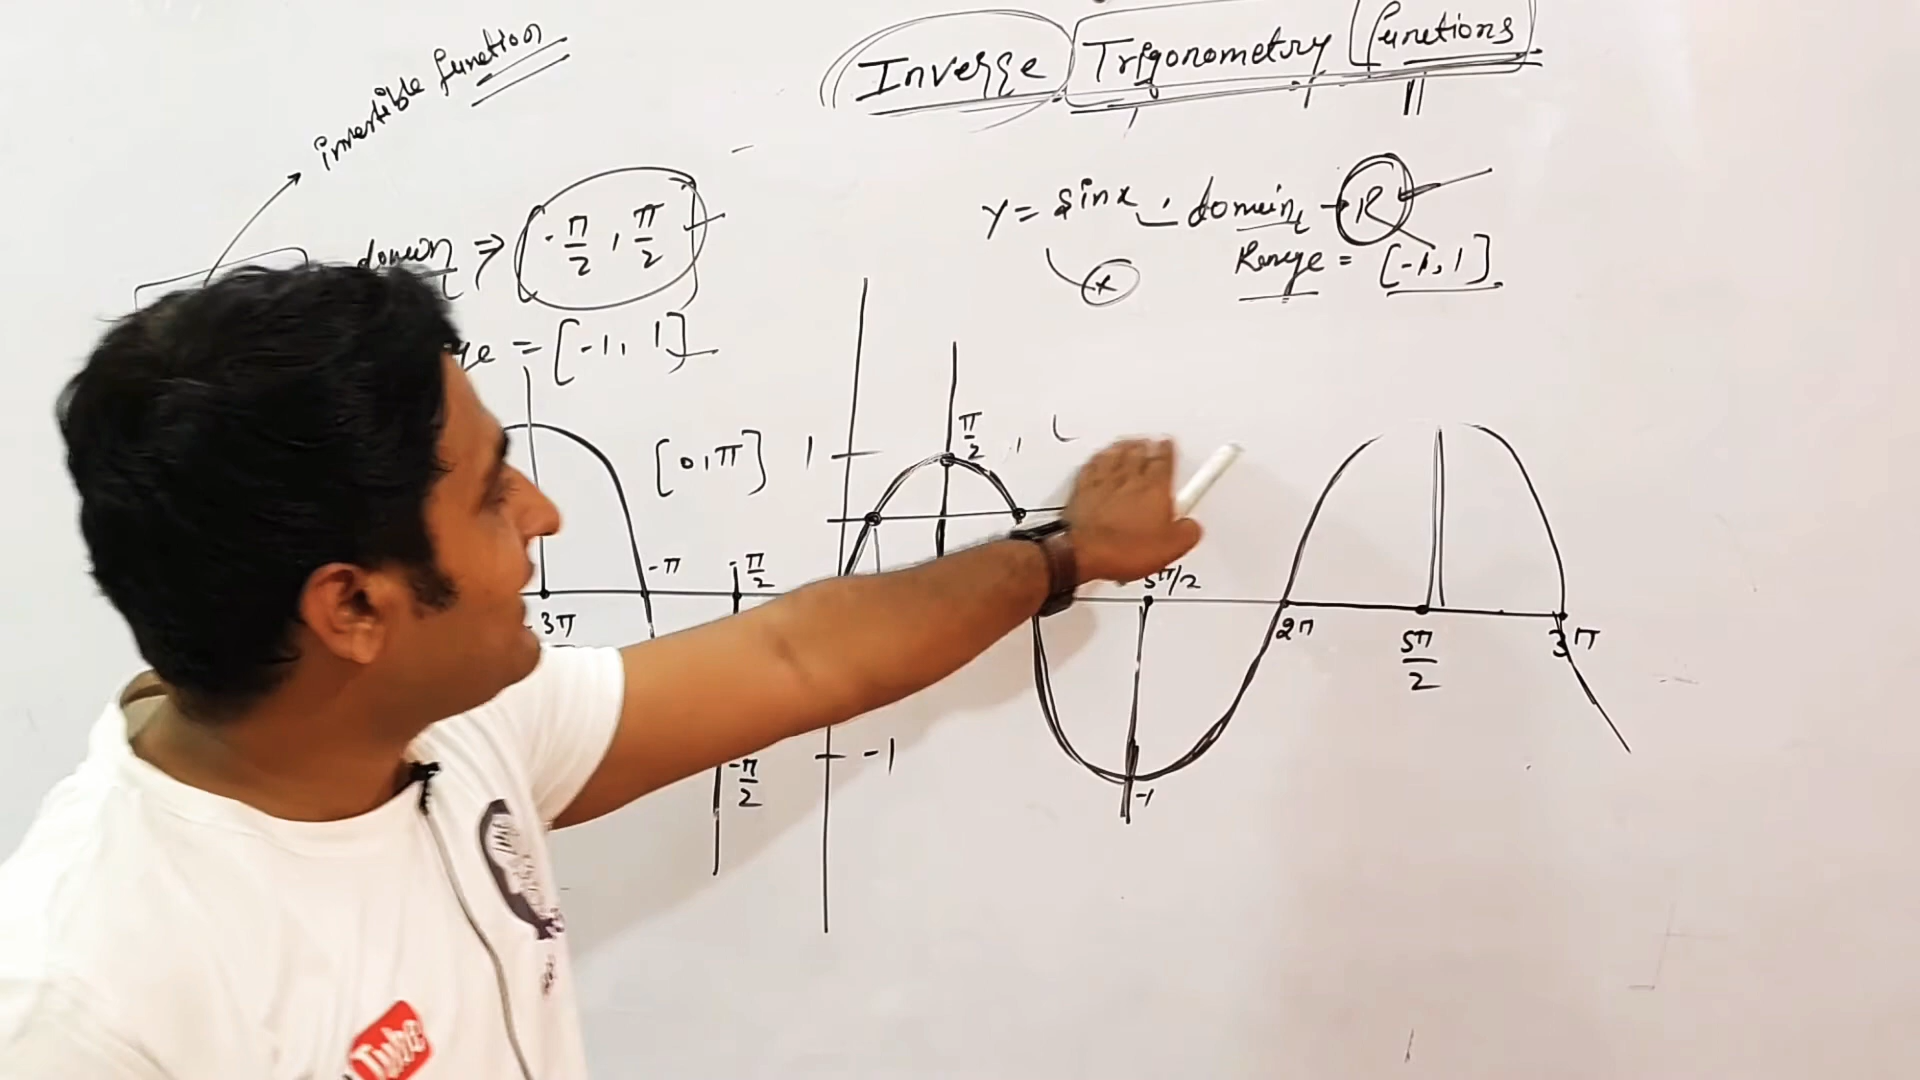 Inverse Trigonometry functions
invertible function
y = sinx : domain → R
Range = [-1, 1]
x
domain ⇒ [-π/2, π/2]
= [-1, 1]
[0, π]
1
π/2
-π
-π/2
3π
5π/2
2π
5π/2
3π
-1
-π/2
-1
Tube